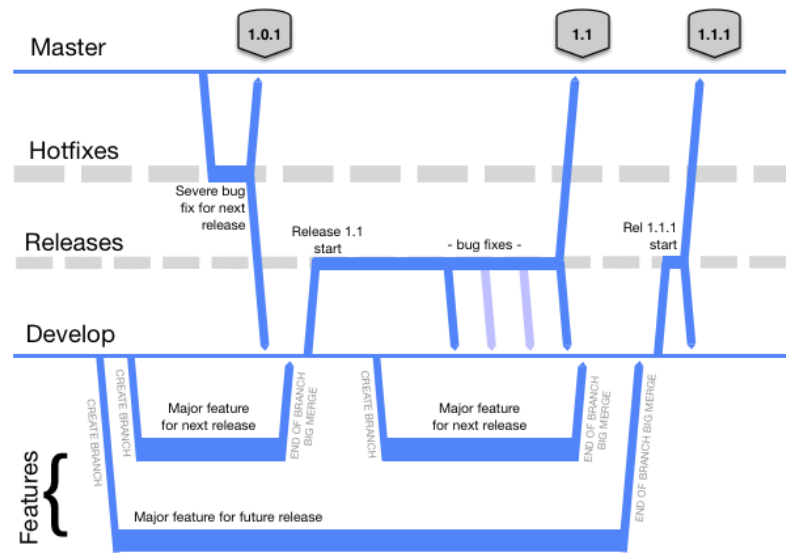 1.0.1
1.1
1.1.1
Master
Hotfixes
Severe bug
fix for next
release
Releases
Release 1.1
start
- bug fixes -
Rel 1.1.1
start
Develop
CREATE BRANCH
CREATE BRANCH
Major feature
for next release
END OF BRANCH
BIG MERGE
CREATE BRANCH
Major feature
for next release
END OF BRANCH
BIG MERGE
END OF BRANCH BIG MERGE
Features
Major feature for future release